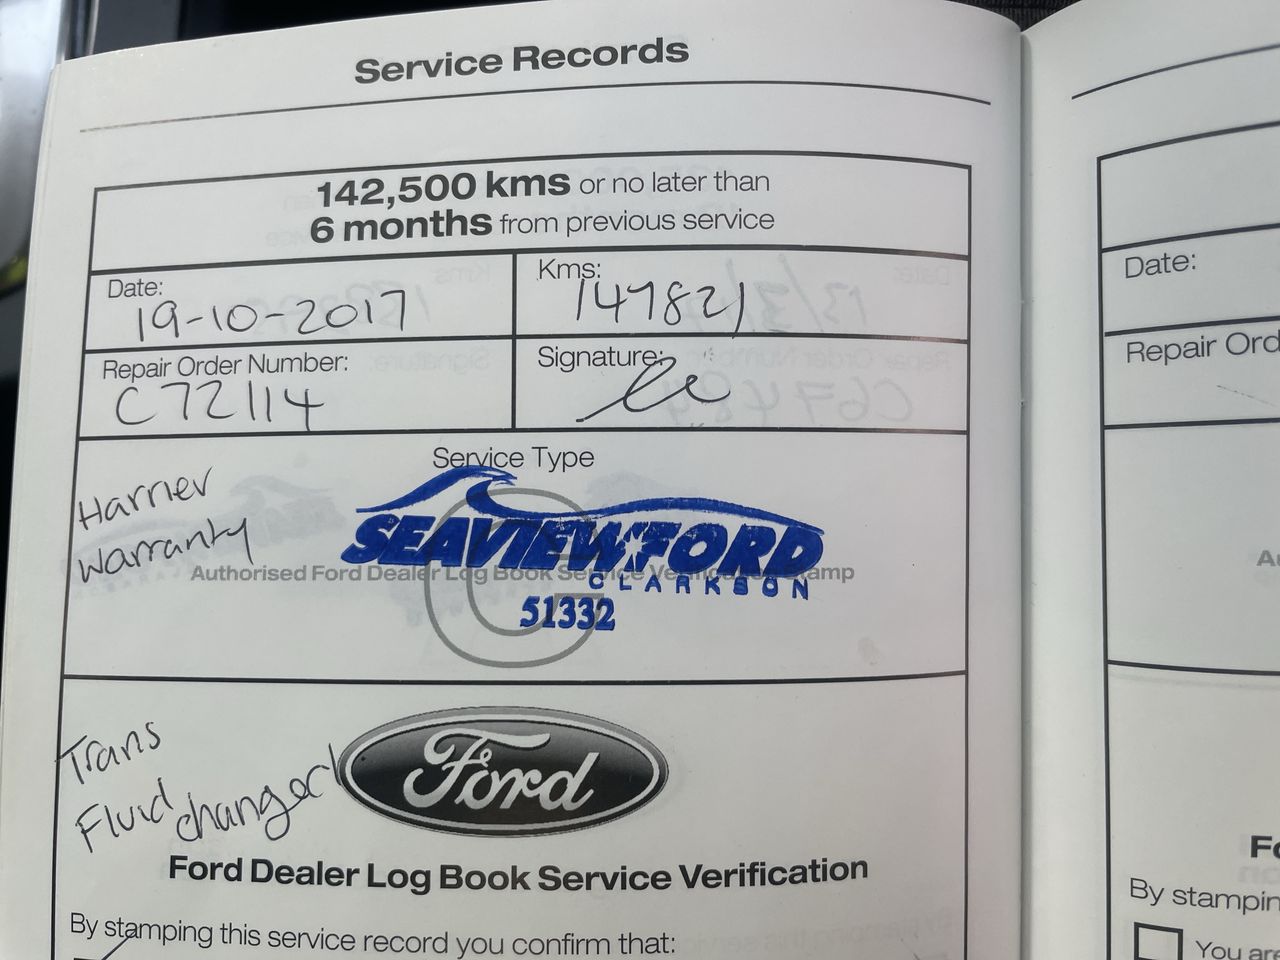 Service Records
142,500 kms or no later than
6 months from previous service
Date:
19-10-2017
Kms:
147821
Repair Order Number:
C72114
Signature:
Service Type
Harrier
warranty
SEAVIEW FORD
CLARKSON
Authorised Ford Dealer Log Book Service Verification Stamp
51332
G
Trans
Fluid changed
Ford
Ford Dealer Log Book Service Verification
By stamping this service record you confirm that:
Date:
Repair Ord
Au
Fo
By stampin
You are